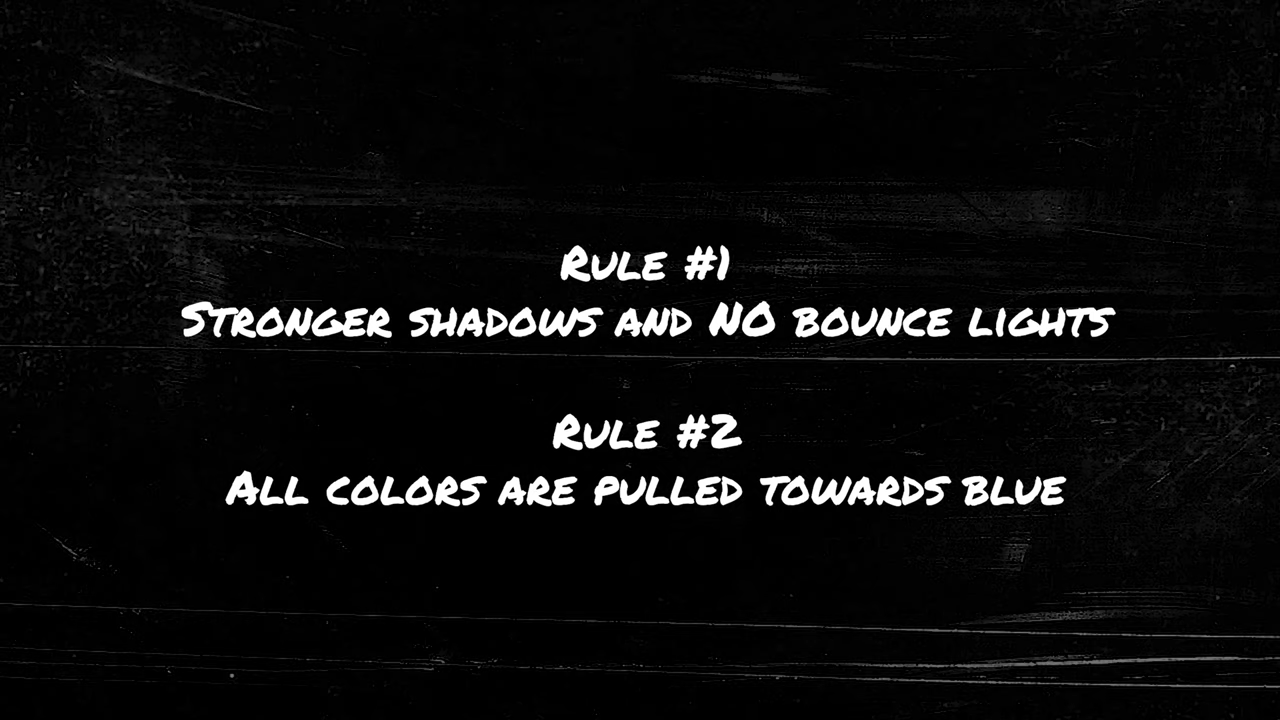 Rule #1
Stronger shadows and NO bounce lights
Rule #2
All colors are pulled towards blue